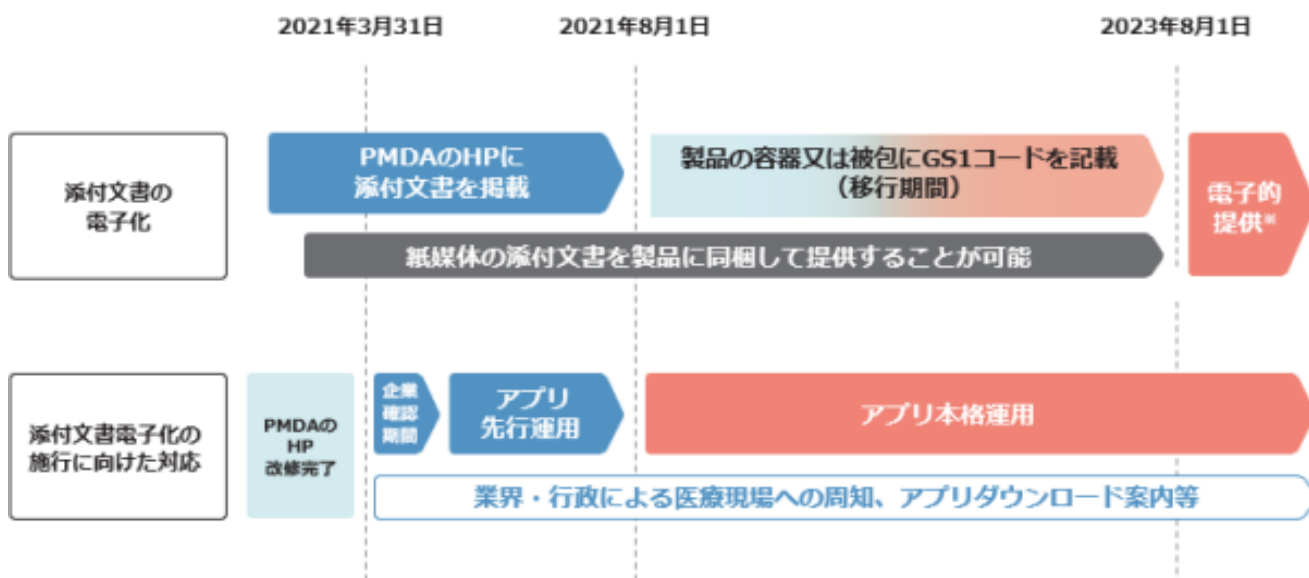 2021年3月31日
2021年8月1日
2023年8月1日
添付文書の
電子化
PMDAのHPに
添付文書を掲載
製品の容器又は被包にGS1コードを記載
（移行期間）
電子的
提供※
紙媒体の添付文書を製品に同梱して提供することが可能
添付文書電子化の
施行に向けた対応
PMDAの
HP
改修完了
企業
確認
期間
アプリ
先行運用
アプリ本格運用
業界・行政による医療現場への周知、アプリダウンロード案内等